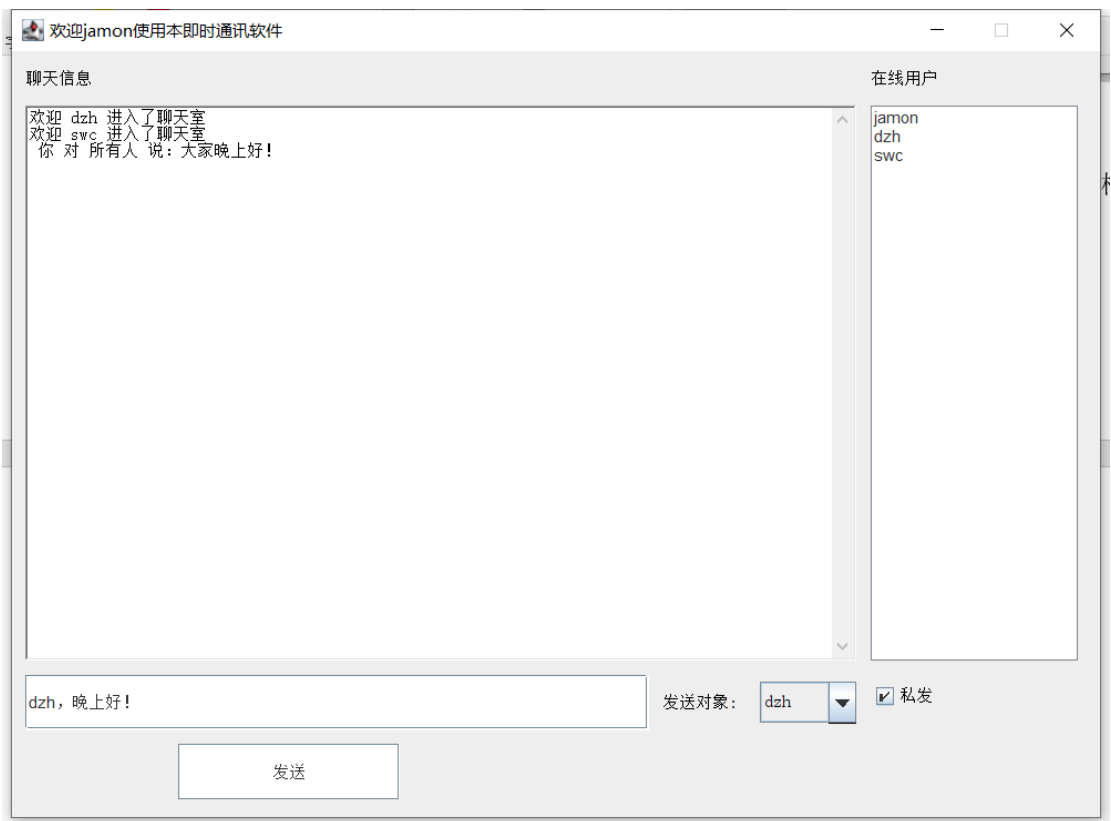 欢迎jamon使用本即时通讯软件
聊天信息
在线用户
欢迎 dzh 进入了聊天室
欢迎 swc 进入了聊天室
你 对 所有人 说：大家晚上好！
jamon
dzh
swc
dzh，晚上好！
发送对象：
dzh
私发
发送